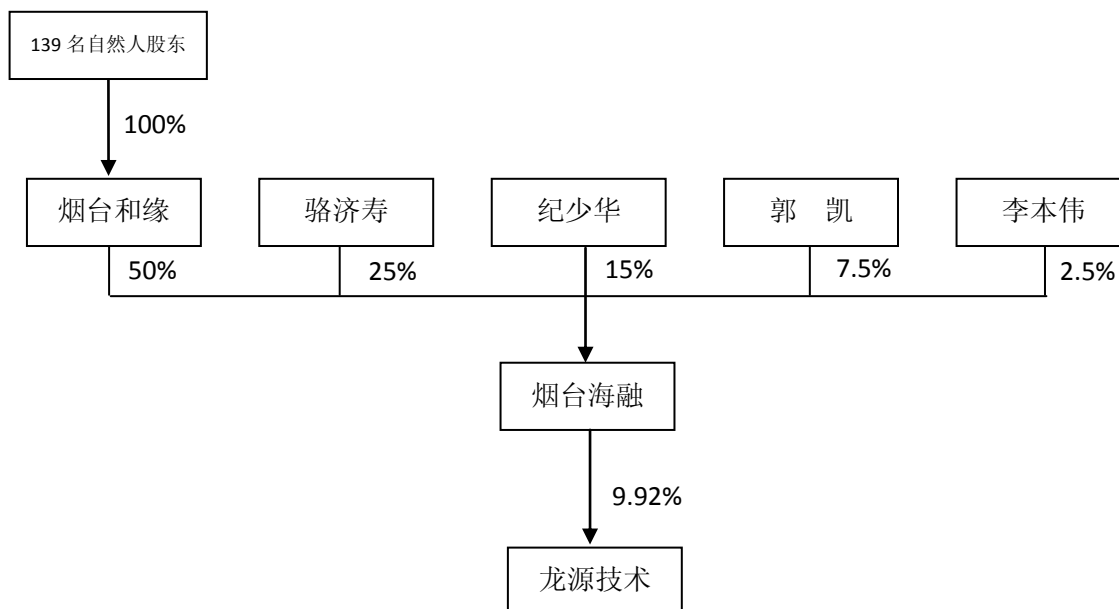 139 名自然人股东
100%
烟台和缘
骆济寿
纪少华
郭　凯
李本伟
50%
25%
15%
7.5%
2.5%
烟台海融
9.92%
龙源技术